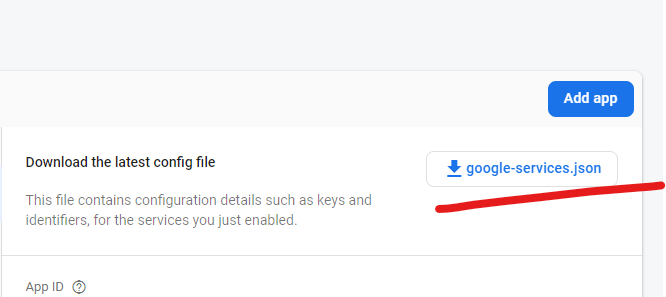 Add app
Download the latest config file
google-services.json
This file contains configuration details such as keys and
identifiers, for the services you just enabled.
App ID